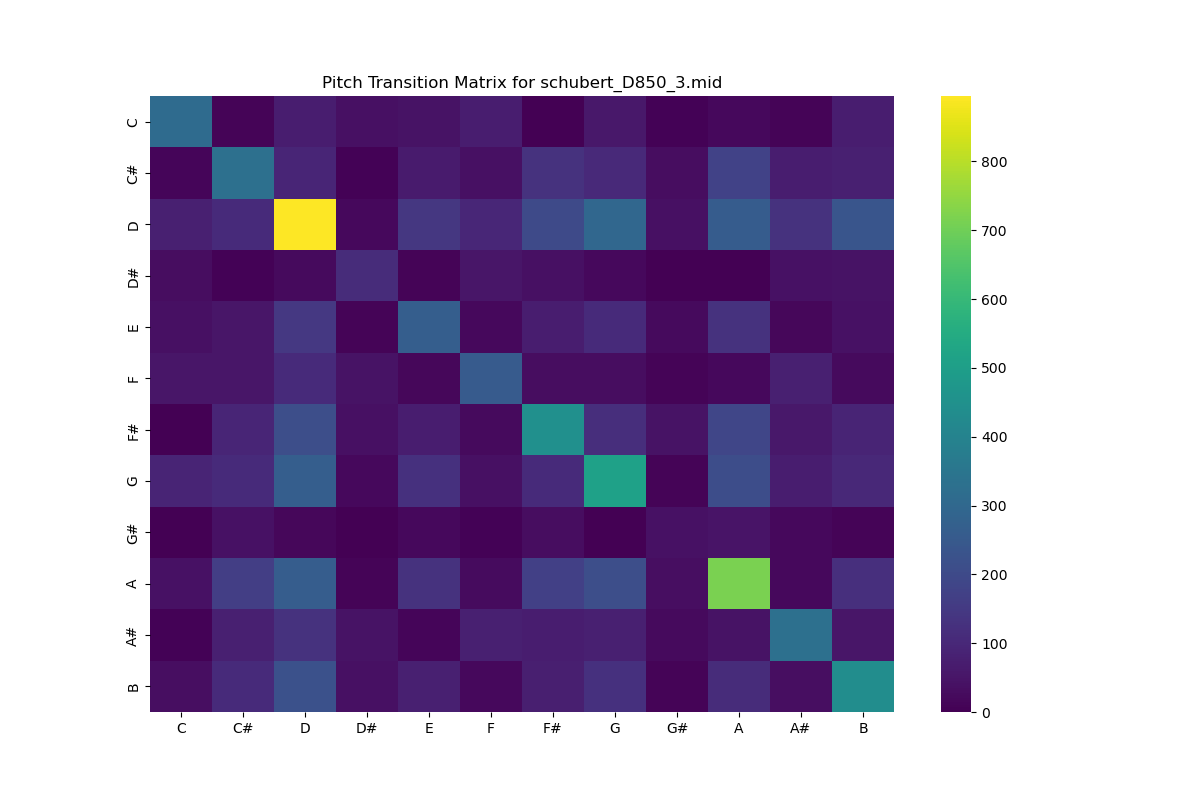 Pitch Transition Matrix for schubert_D850_3.mid
C
C#
D
D#
E
F
F#
G
G#
A
A#
B
C C# D D# E F F# G G# A A# B
800
700
600
500
400
300
200
100
0